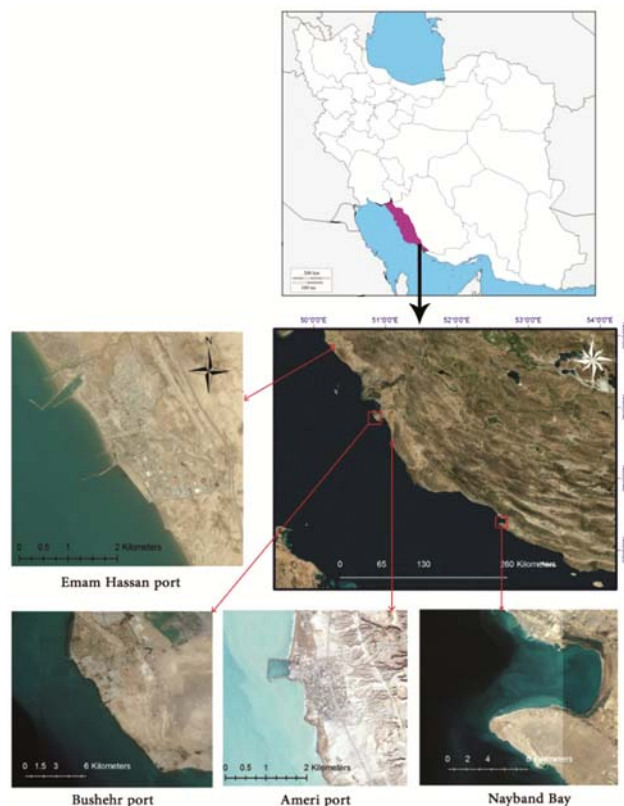 50°0'0"E 51°0'0"E 52°0'0"E 53°0'0"E 54°0'0"E
N
0 65 130 260 Kilometers
0 0.5 1 2 Kilometers
Emam Hassan port
0 1.5 3 6 Kilometers
Bushehr port
0 0.5 1 2 Kilometers
Ameri port
0 2 4 8 Kilometers
Nayband Bay